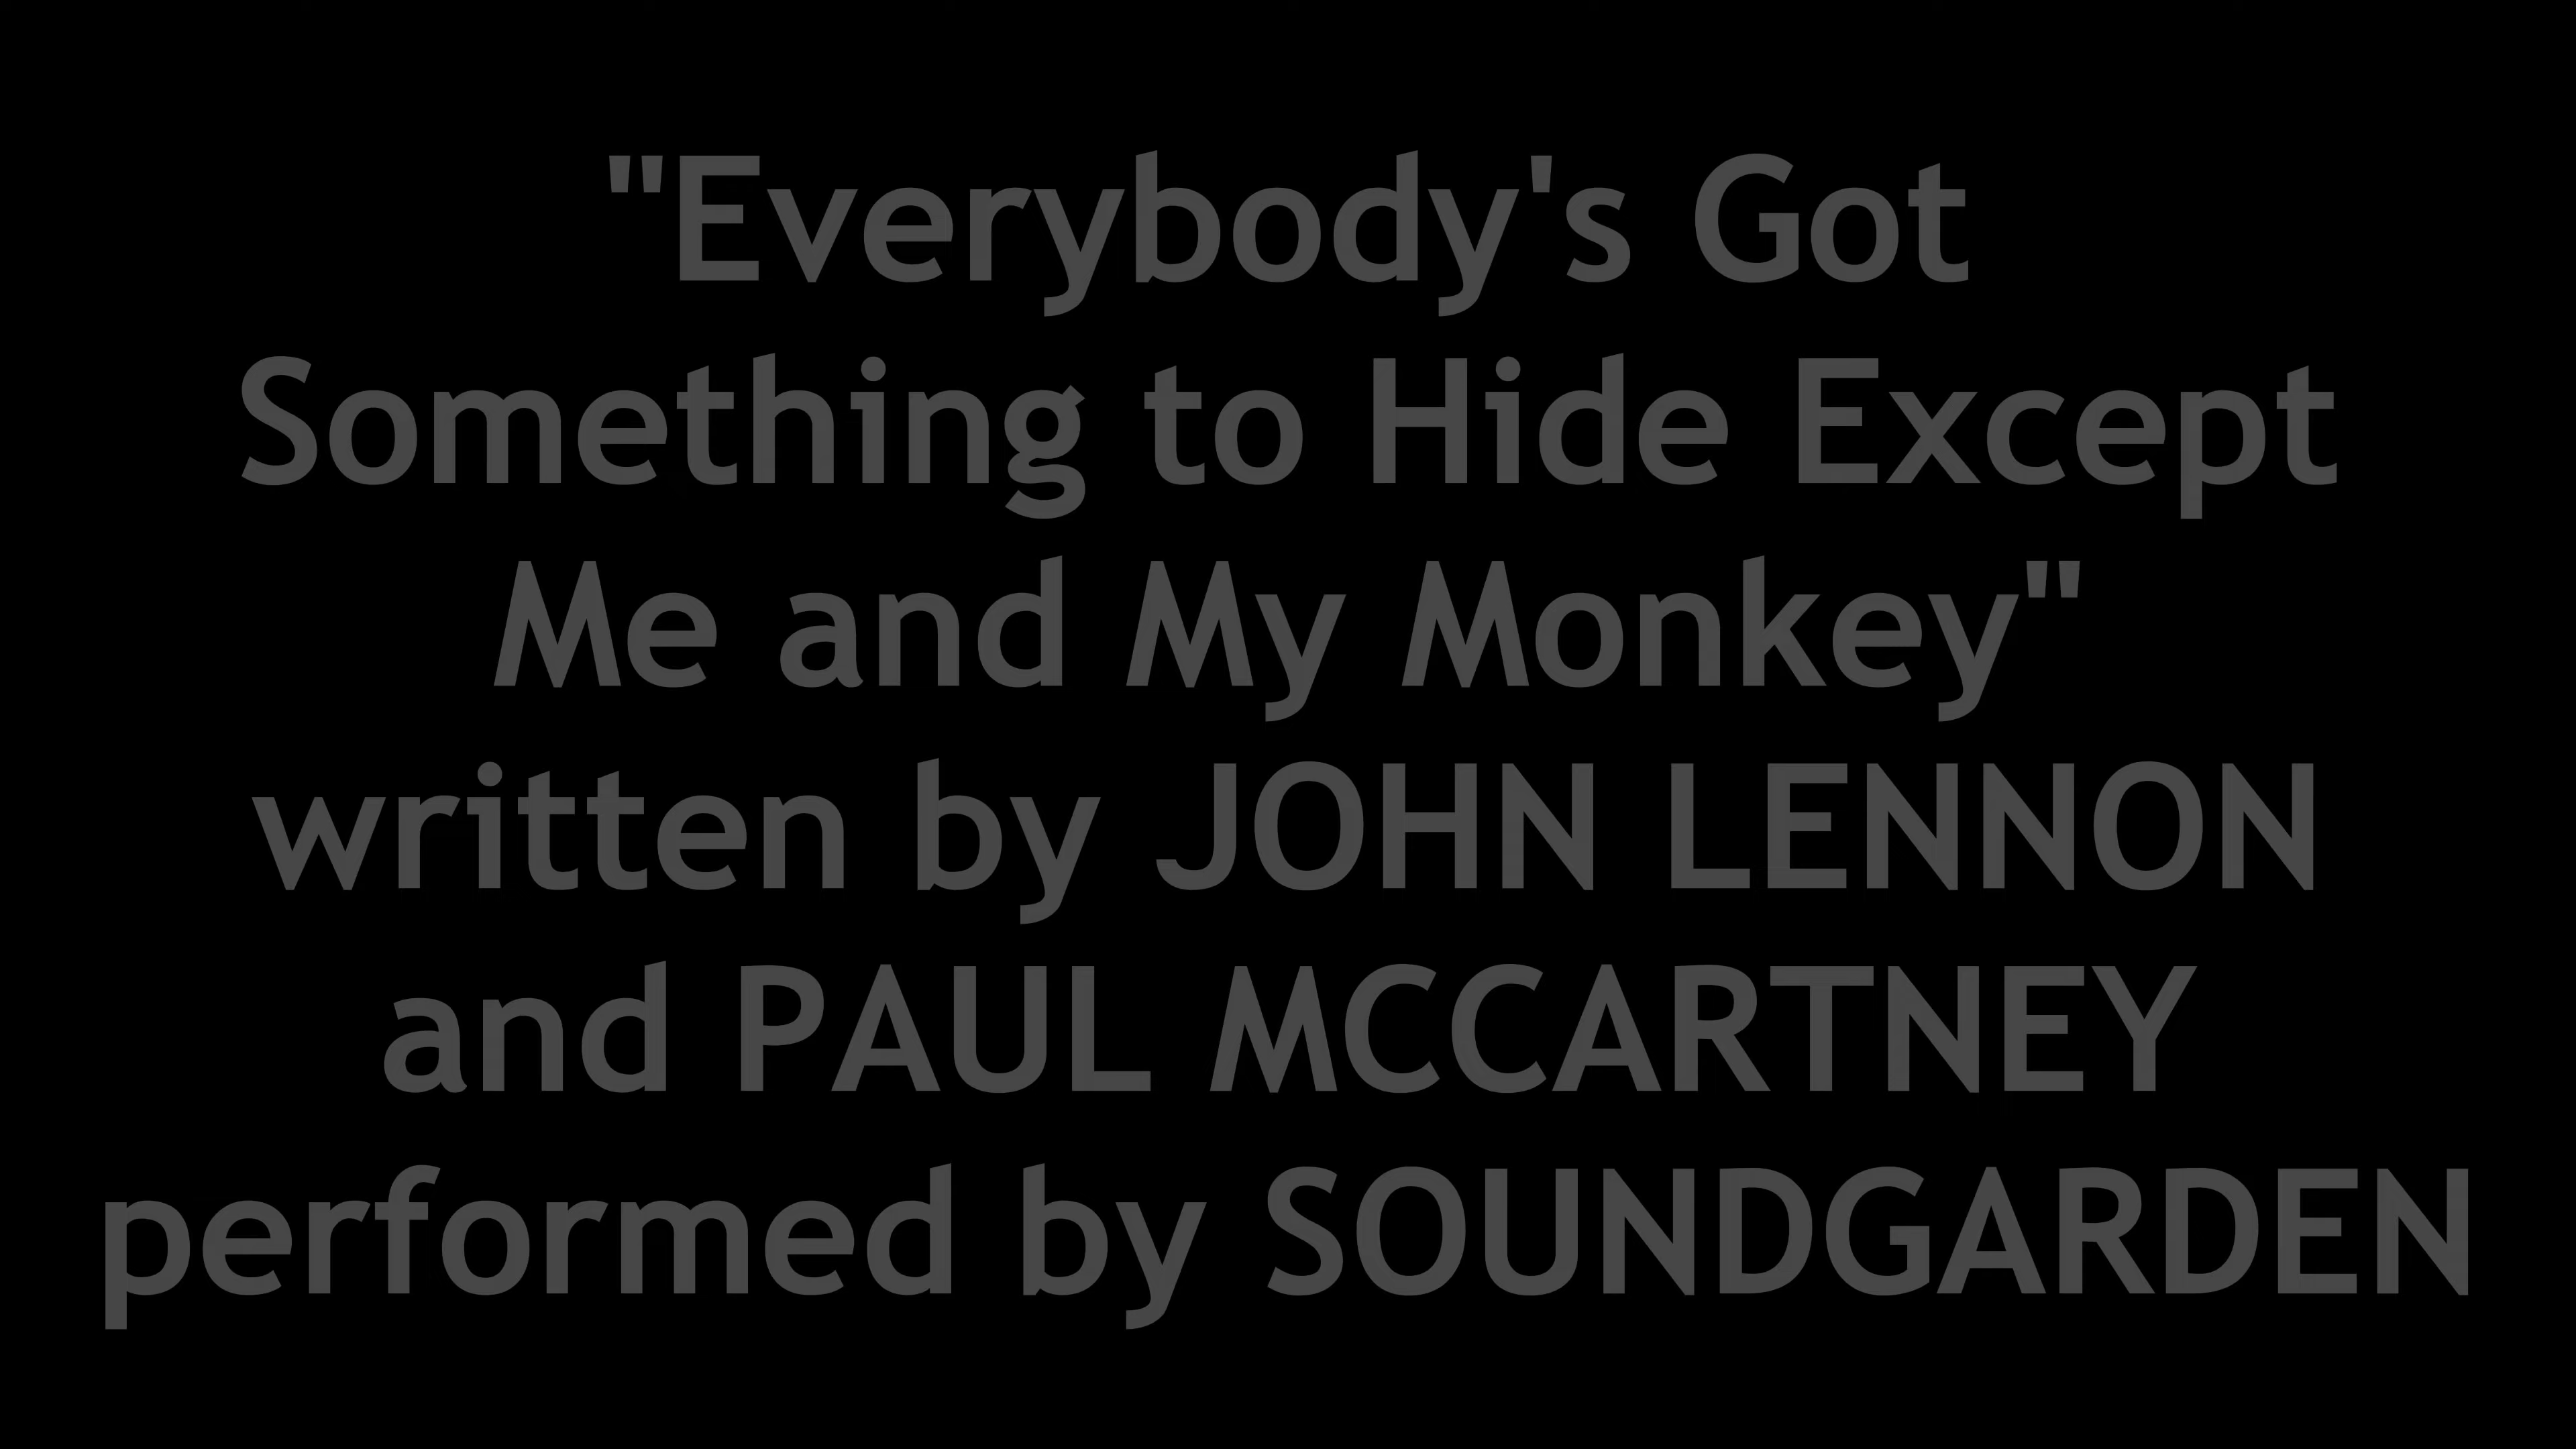 "Everybody's Got
Something to Hide Except
Me and My Monkey"
written by JOHN LENNON
and PAUL MCCARTNEY
performed by SOUNDGARDEN